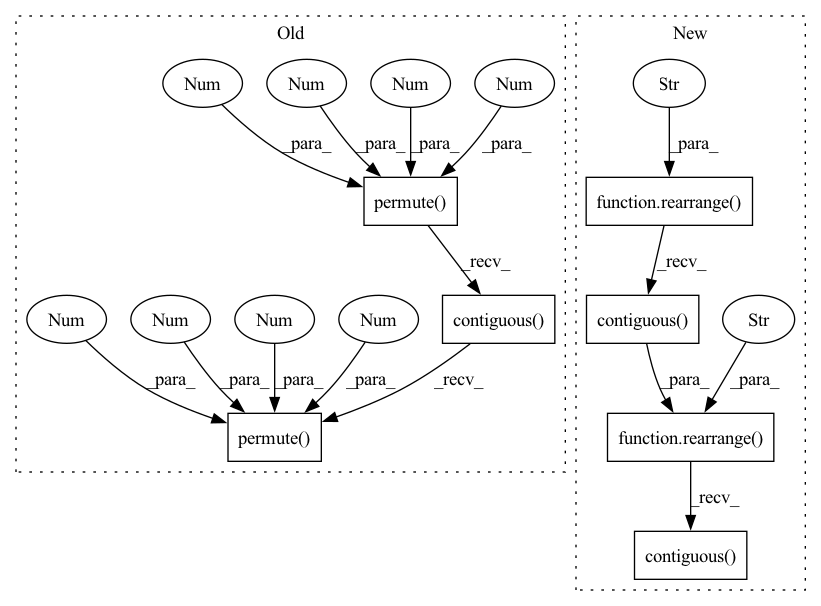 Old
New
Num
Num
Num
Num
Str
_para_
_para_
_para_
_para_
_para_
permute()
function.rearrange()
_recv_
_recv_
Num
Num
Num
Num
contiguous()
contiguous()
Str
_para_
_para_
_para_
_para_
_recv_
_para_
_para_
permute()
function.rearrange()
_recv_
contiguous()